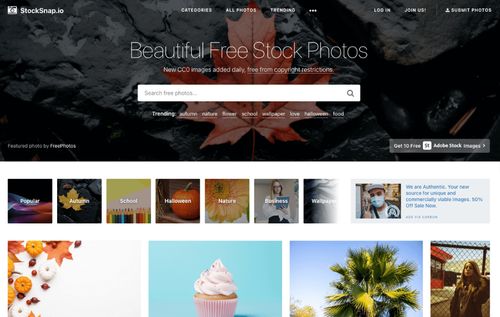 StockSnap.io
CATEGORIES ALL PHOTOS TRENDING ••• LOG IN JOIN US! SUBMIT PHOTOS
Beautiful Free Stock Photos
New CC0 images added daily, free from copyright restrictions.
Search free photos...
Trending: autumn nature flower school wallpaper love halloween food
Featured photo by FreePhotos
Get 10 Free St Adobe Stock Images >
Popular Autumn School Halloween Nature Business Wallpaper
We are Authentic. Your new
source for unique and
commercially viable images. 50%
Off Sale Now.
ADS VIA CARBON